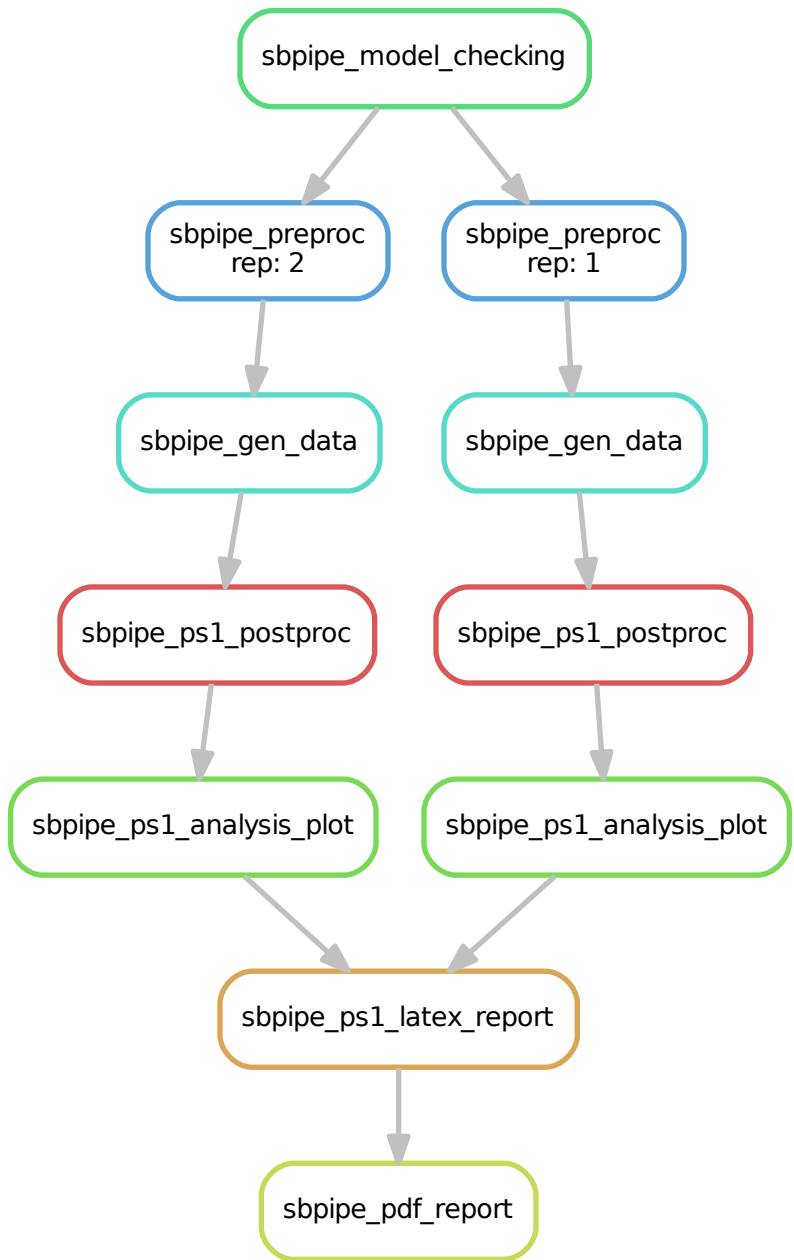 sbpipe_model_checking
sbpipe_preproc
rep: 2
sbpipe_preproc
rep: 1
sbpipe_gen_data
sbpipe_gen_data
sbpipe_ps1_postproc
sbpipe_ps1_postproc
sbpipe_ps1_analysis_plot
sbpipe_ps1_analysis_plot
sbpipe_ps1_latex_report
sbpipe_pdf_report